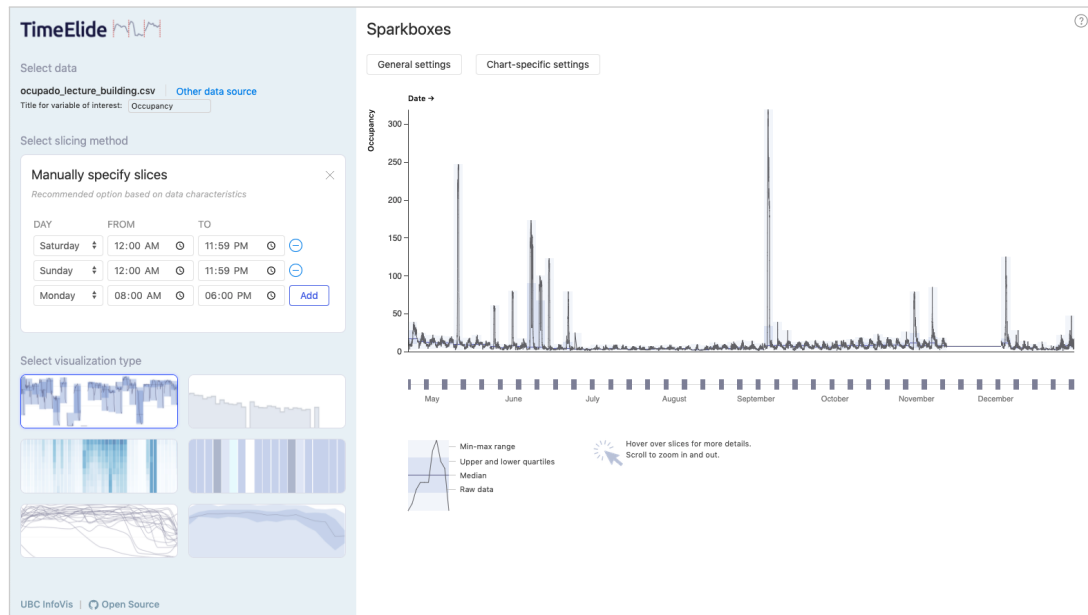 TimeElide
Select data
ocupado_lecture_building.csv Other data source
Title for variable of interest: Occupancy
Select slicing method
Manually specify slices
Recommended option based on data characteristics
DAY FROM TO
Saturday 12:00 AM 11:59 PM
Sunday 12:00 AM 11:59 PM
Monday 08:00 AM 06:00 PM Add
Select visualization type
UBC InfoVis | Open Source
Sparkboxes
?
General settings Chart-specific settings
Date →
Occupancy
300
250
200
150
100
50
0
May June July August September October November December
Min-max range
Upper and lower quartiles
Median
Raw data
Hover over slices for more details.
Scroll to zoom in and out.